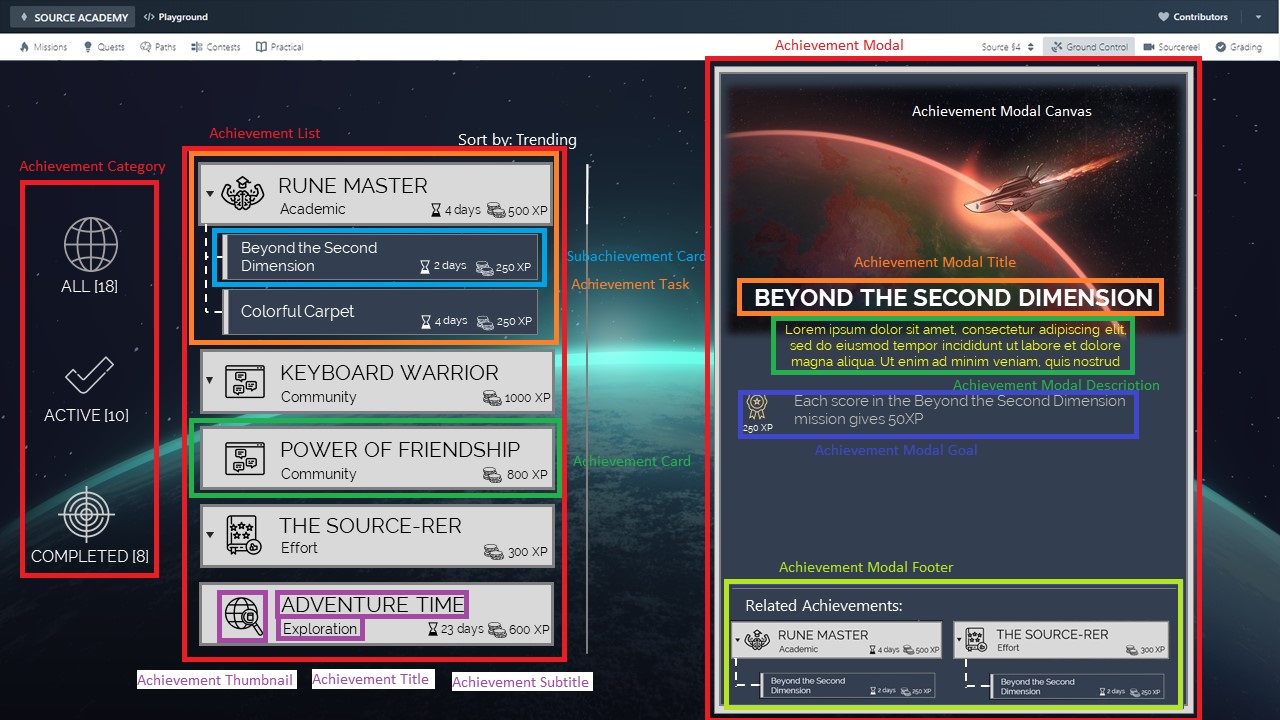 SOURCE ACADEMY
</> Playground
Contributors
Missions
Quests
Paths
Contests
Practical
Source §4
Ground Control
Sourcereel
Grading
Achievement Category
ALL [18]
ACTIVE [10]
COMPLETED [8]
Achievement List
Sort by: Trending
RUNE MASTER
Academic
4 days
500 XP
Beyond the Second
Dimension
2 days
250 XP
Colorful Carpet
4 days
250 XP
KEYBOARD WARRIOR
Community
1000 XP
POWER OF FRIENDSHIP
Community
800 XP
THE SOURCE-RER
Effort
300 XP
ADVENTURE TIME
Exploration
23 days
600 XP
Achievement Thumbnail
Achievement Title
Achievement Subtitle
Subachievement Card
Achievement Task
Achievement Card
Achievement Modal
Achievement Modal Canvas
Achievement Modal Title
BEYOND THE SECOND DIMENSION
Lorem ipsum dolor sit amet, consectetur adipiscing elit,
sed do eiusmod tempor incididunt ut labore et dolore
magna aliqua. Ut enim ad minim veniam, quis nostrud
Achievement Modal Description
250 XP
Each score in the Beyond the Second Dimension
mission gives 50XP
Achievement Modal Goal
Achievement Modal Footer
Related Achievements:
RUNE MASTER
Academic
4 days
500 XP
Beyond the Second
Dimension
2 days
250 XP
THE SOURCE-RER
Effort
300 XP
Beyond the Second
Dimension
2 days
250 XP